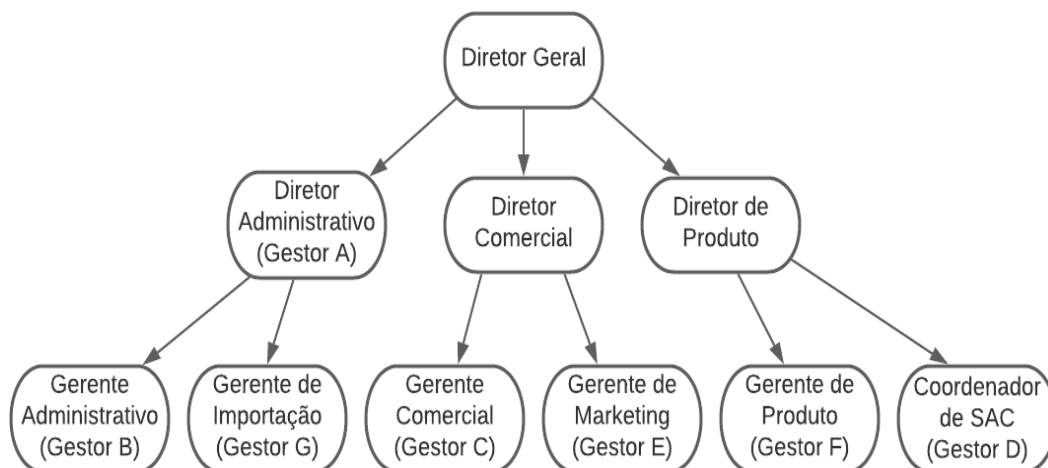 Diretor Geral
Diretor
Administrativo
(Gestor A)
Diretor
Comercial
Diretor de
Produto
Gerente
Administrativo
(Gestor B)
Gerente de
Importação
(Gestor G)
Gerente
Comercial
(Gestor C)
Gerente de
Marketing
(Gestor E)
Gerente de
Produto
(Gestor F)
Coordenador
de SAC
(Gestor D)